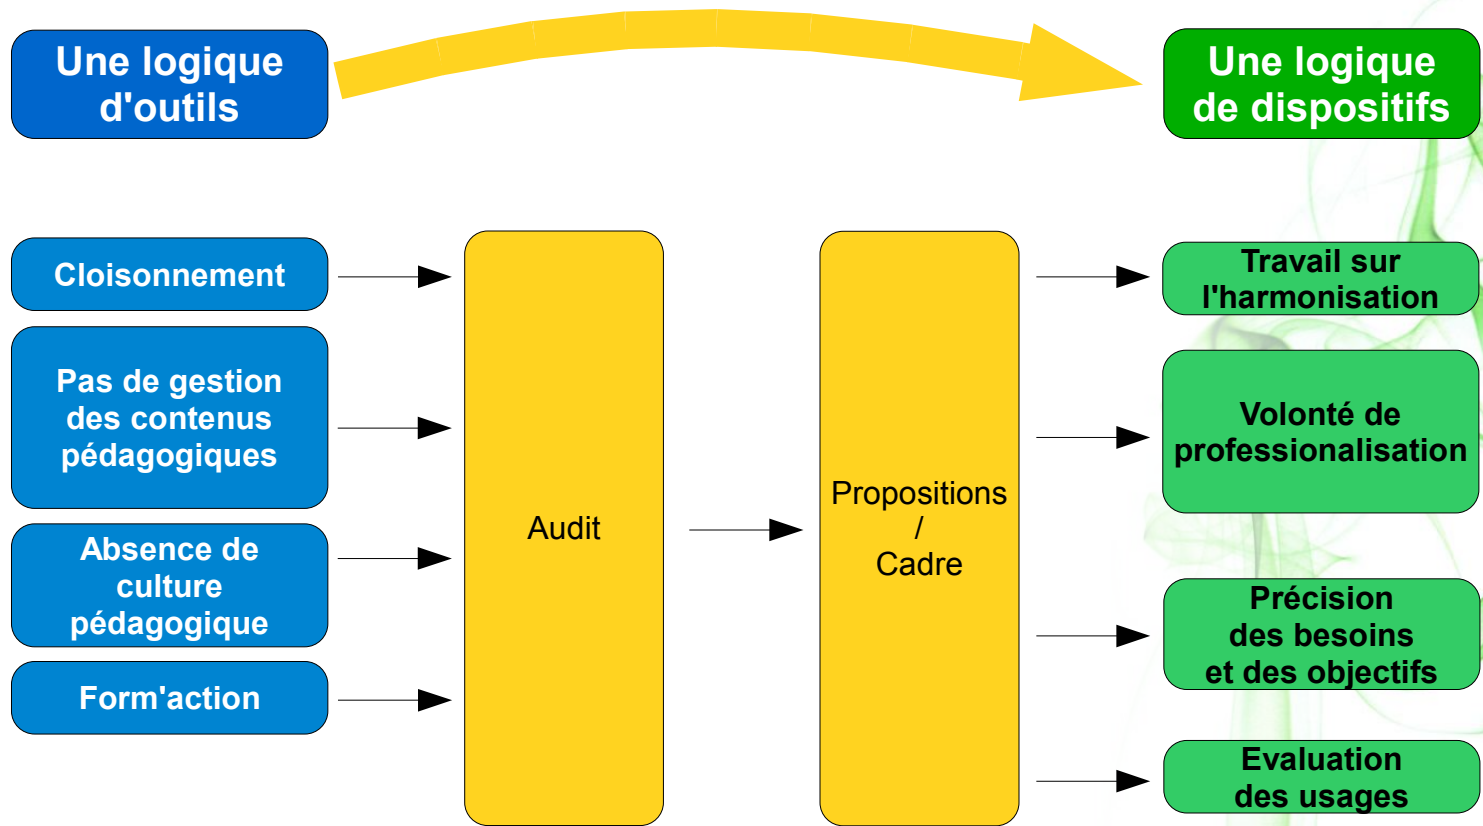 Une logique
d'outils
Une logique
de dispositifs
Cloisonnement
Pas de gestion
des contenus
pédagogiques
Absence de
culture
pédagogique
Form'action
Audit
Propositions
/
Cadre
Travail sur
l'harmonisation
Volonté de
professionalisation
Précision
des besoins
et des objectifs
Evaluation
des usages